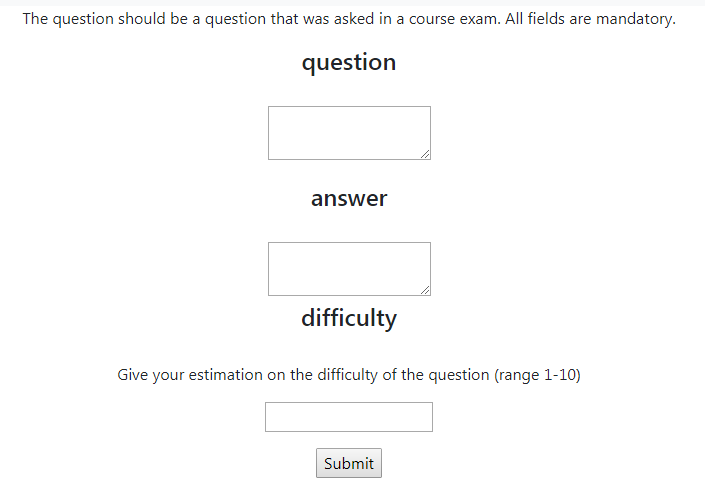 The question should be a question that was asked in a course exam. All fields are mandatory.
question
answer
difficulty
Give your estimation on the difficulty of the question (range 1-10)
Submit